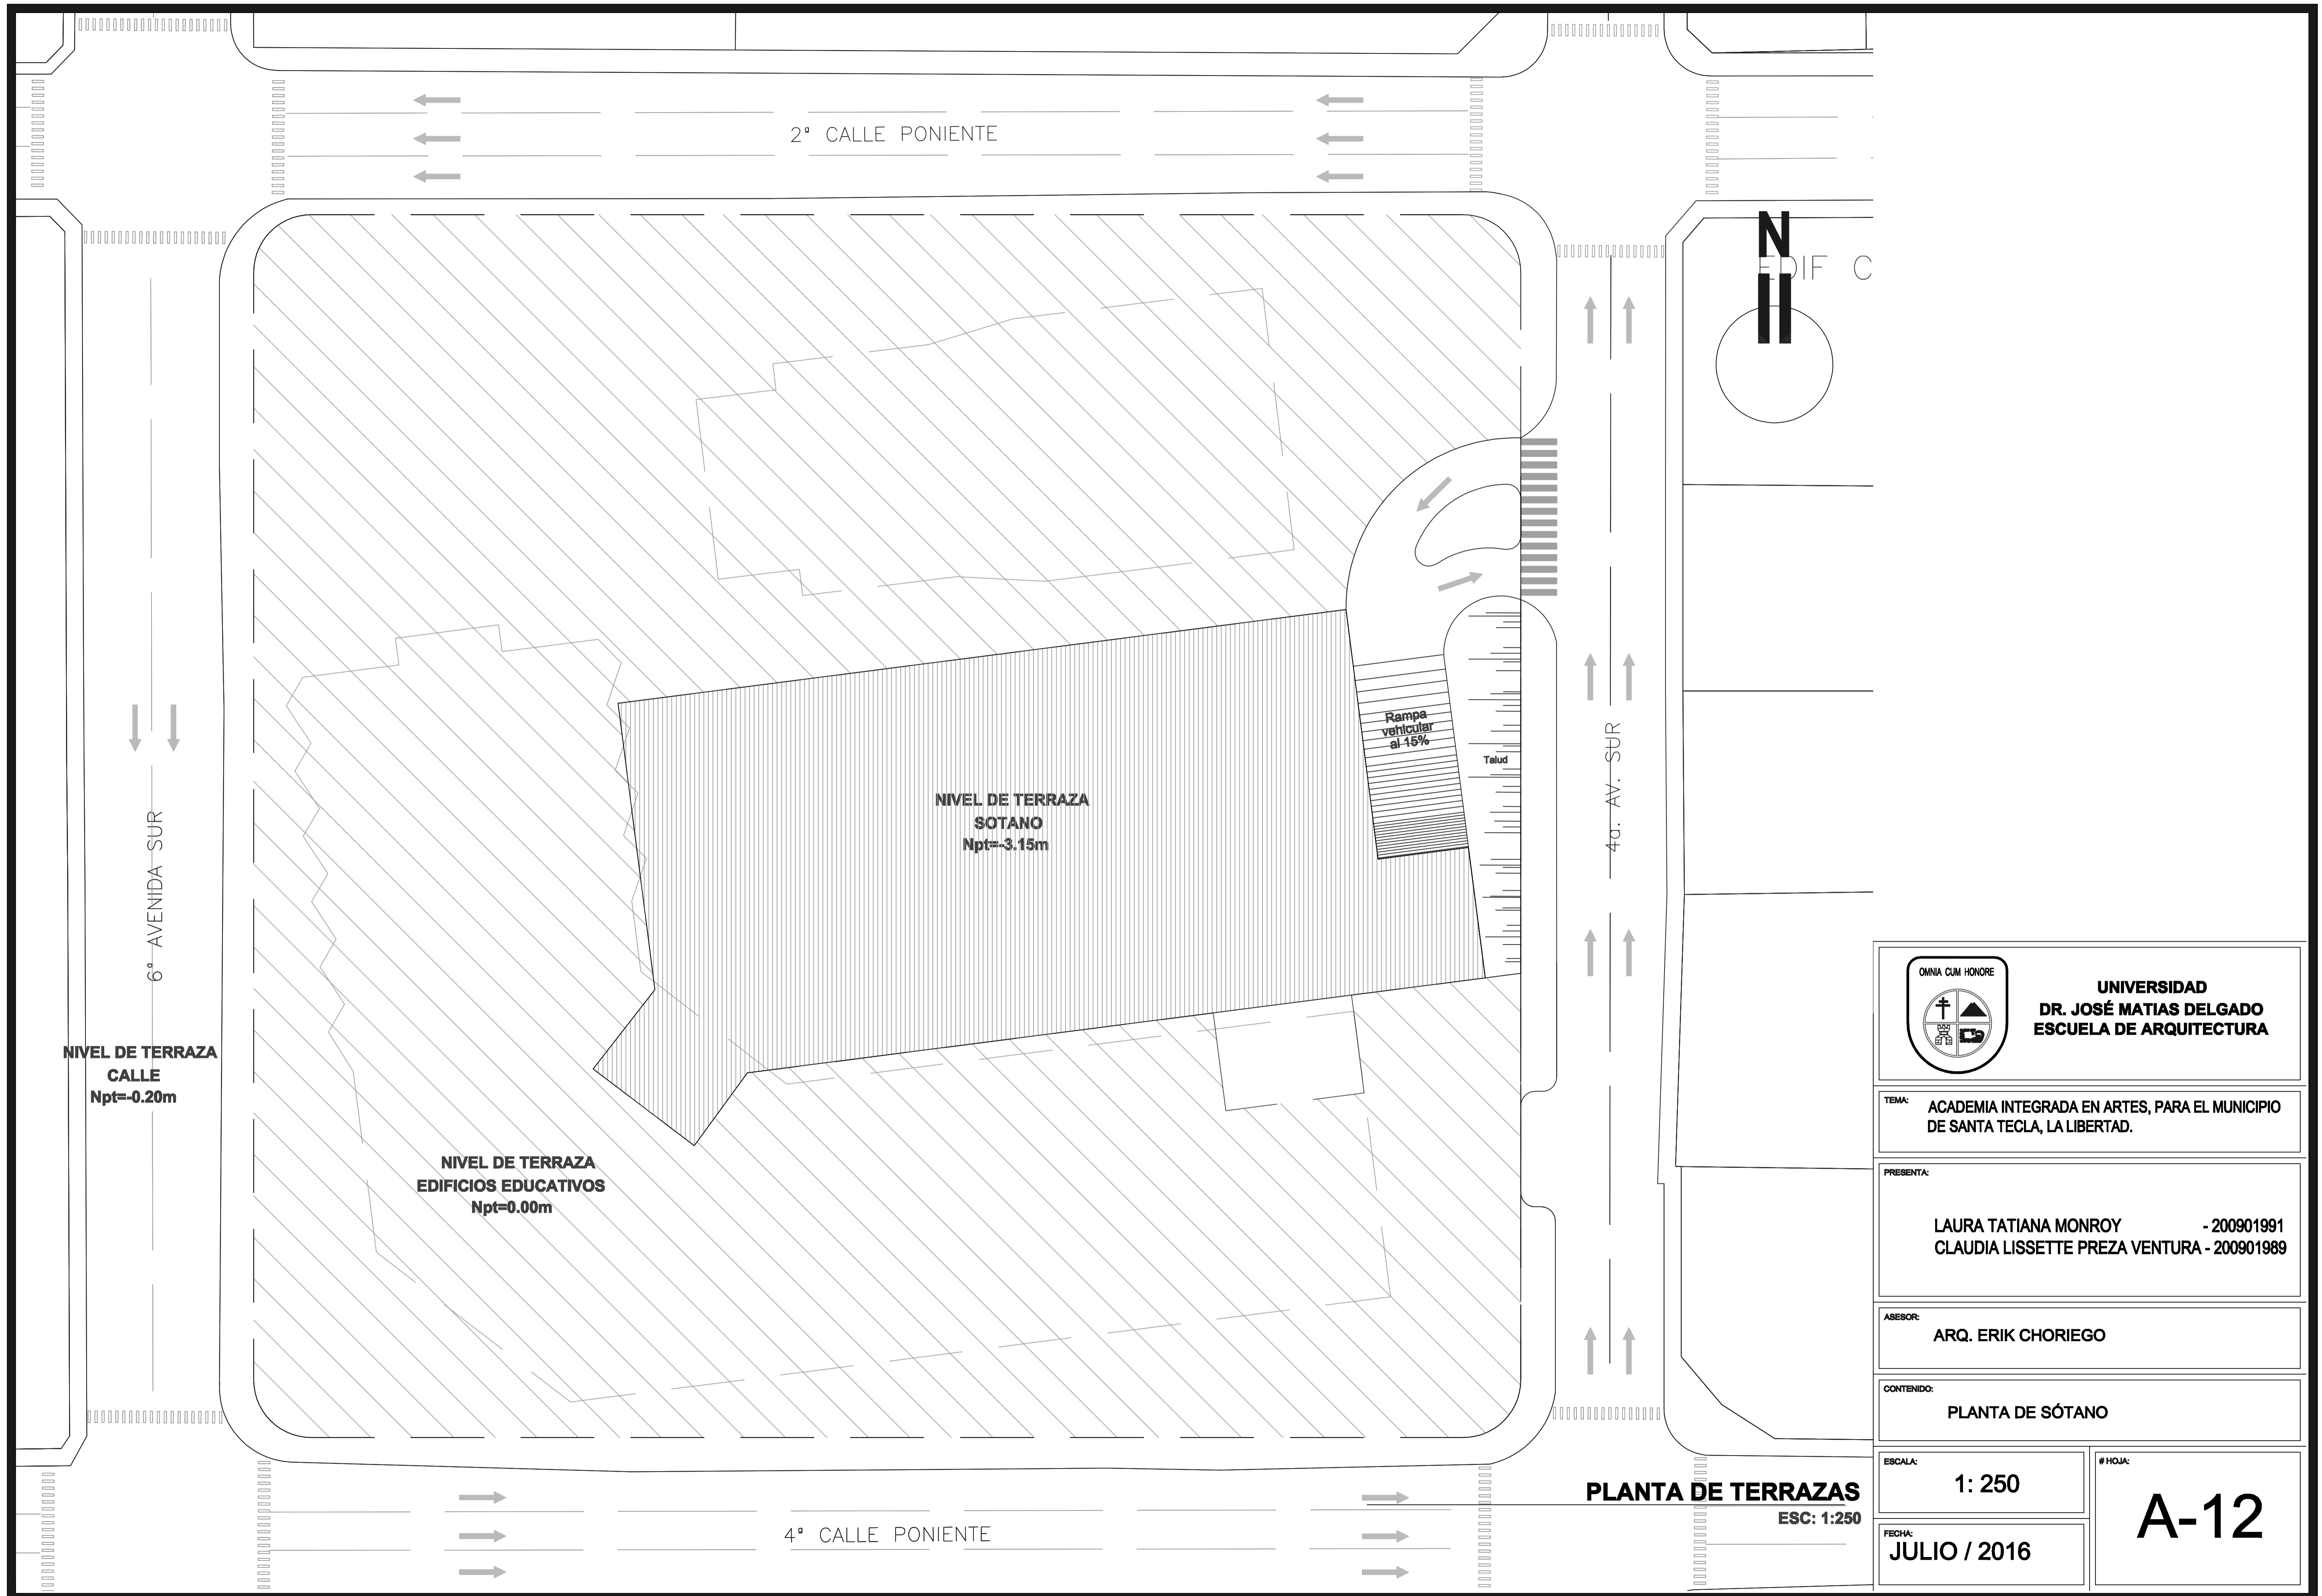 2ª CALLE PONIENTE
N
EDIF C
Rampa
vehicular
al 15%
Talud
4a. AV. SUR
6ª AVENIDA SUR
NIVEL DE TERRAZA
SOTANO
Npt=-3.15m
NIVEL DE TERRAZA
CALLE
Npt=-0.20m
NIVEL DE TERRAZA
EDIFICIOS EDUCATIVOS
Npt=0.00m
4ª CALLE PONIENTE
PLANTA DE TERRAZAS
ESC: 1:250
OMNIA CUM HONORE
UNIVERSIDAD
DR. JOSÉ MATIAS DELGADO
ESCUELA DE ARQUITECTURA
TEMA: ACADEMIA INTEGRADA EN ARTES, PARA EL MUNICIPIO
DE SANTA TECLA, LA LIBERTAD.
PRESENTA:
LAURA TATIANA MONROY - 200901991
CLAUDIA LISSETTE PREZA VENTURA - 200901989
ASESOR:
ARQ. ERIK CHORIEGO
CONTENIDO:
PLANTA DE SÓTANO
ESCALA:
1: 250
# HOJA:
A-12
FECHA:
JULIO / 2016